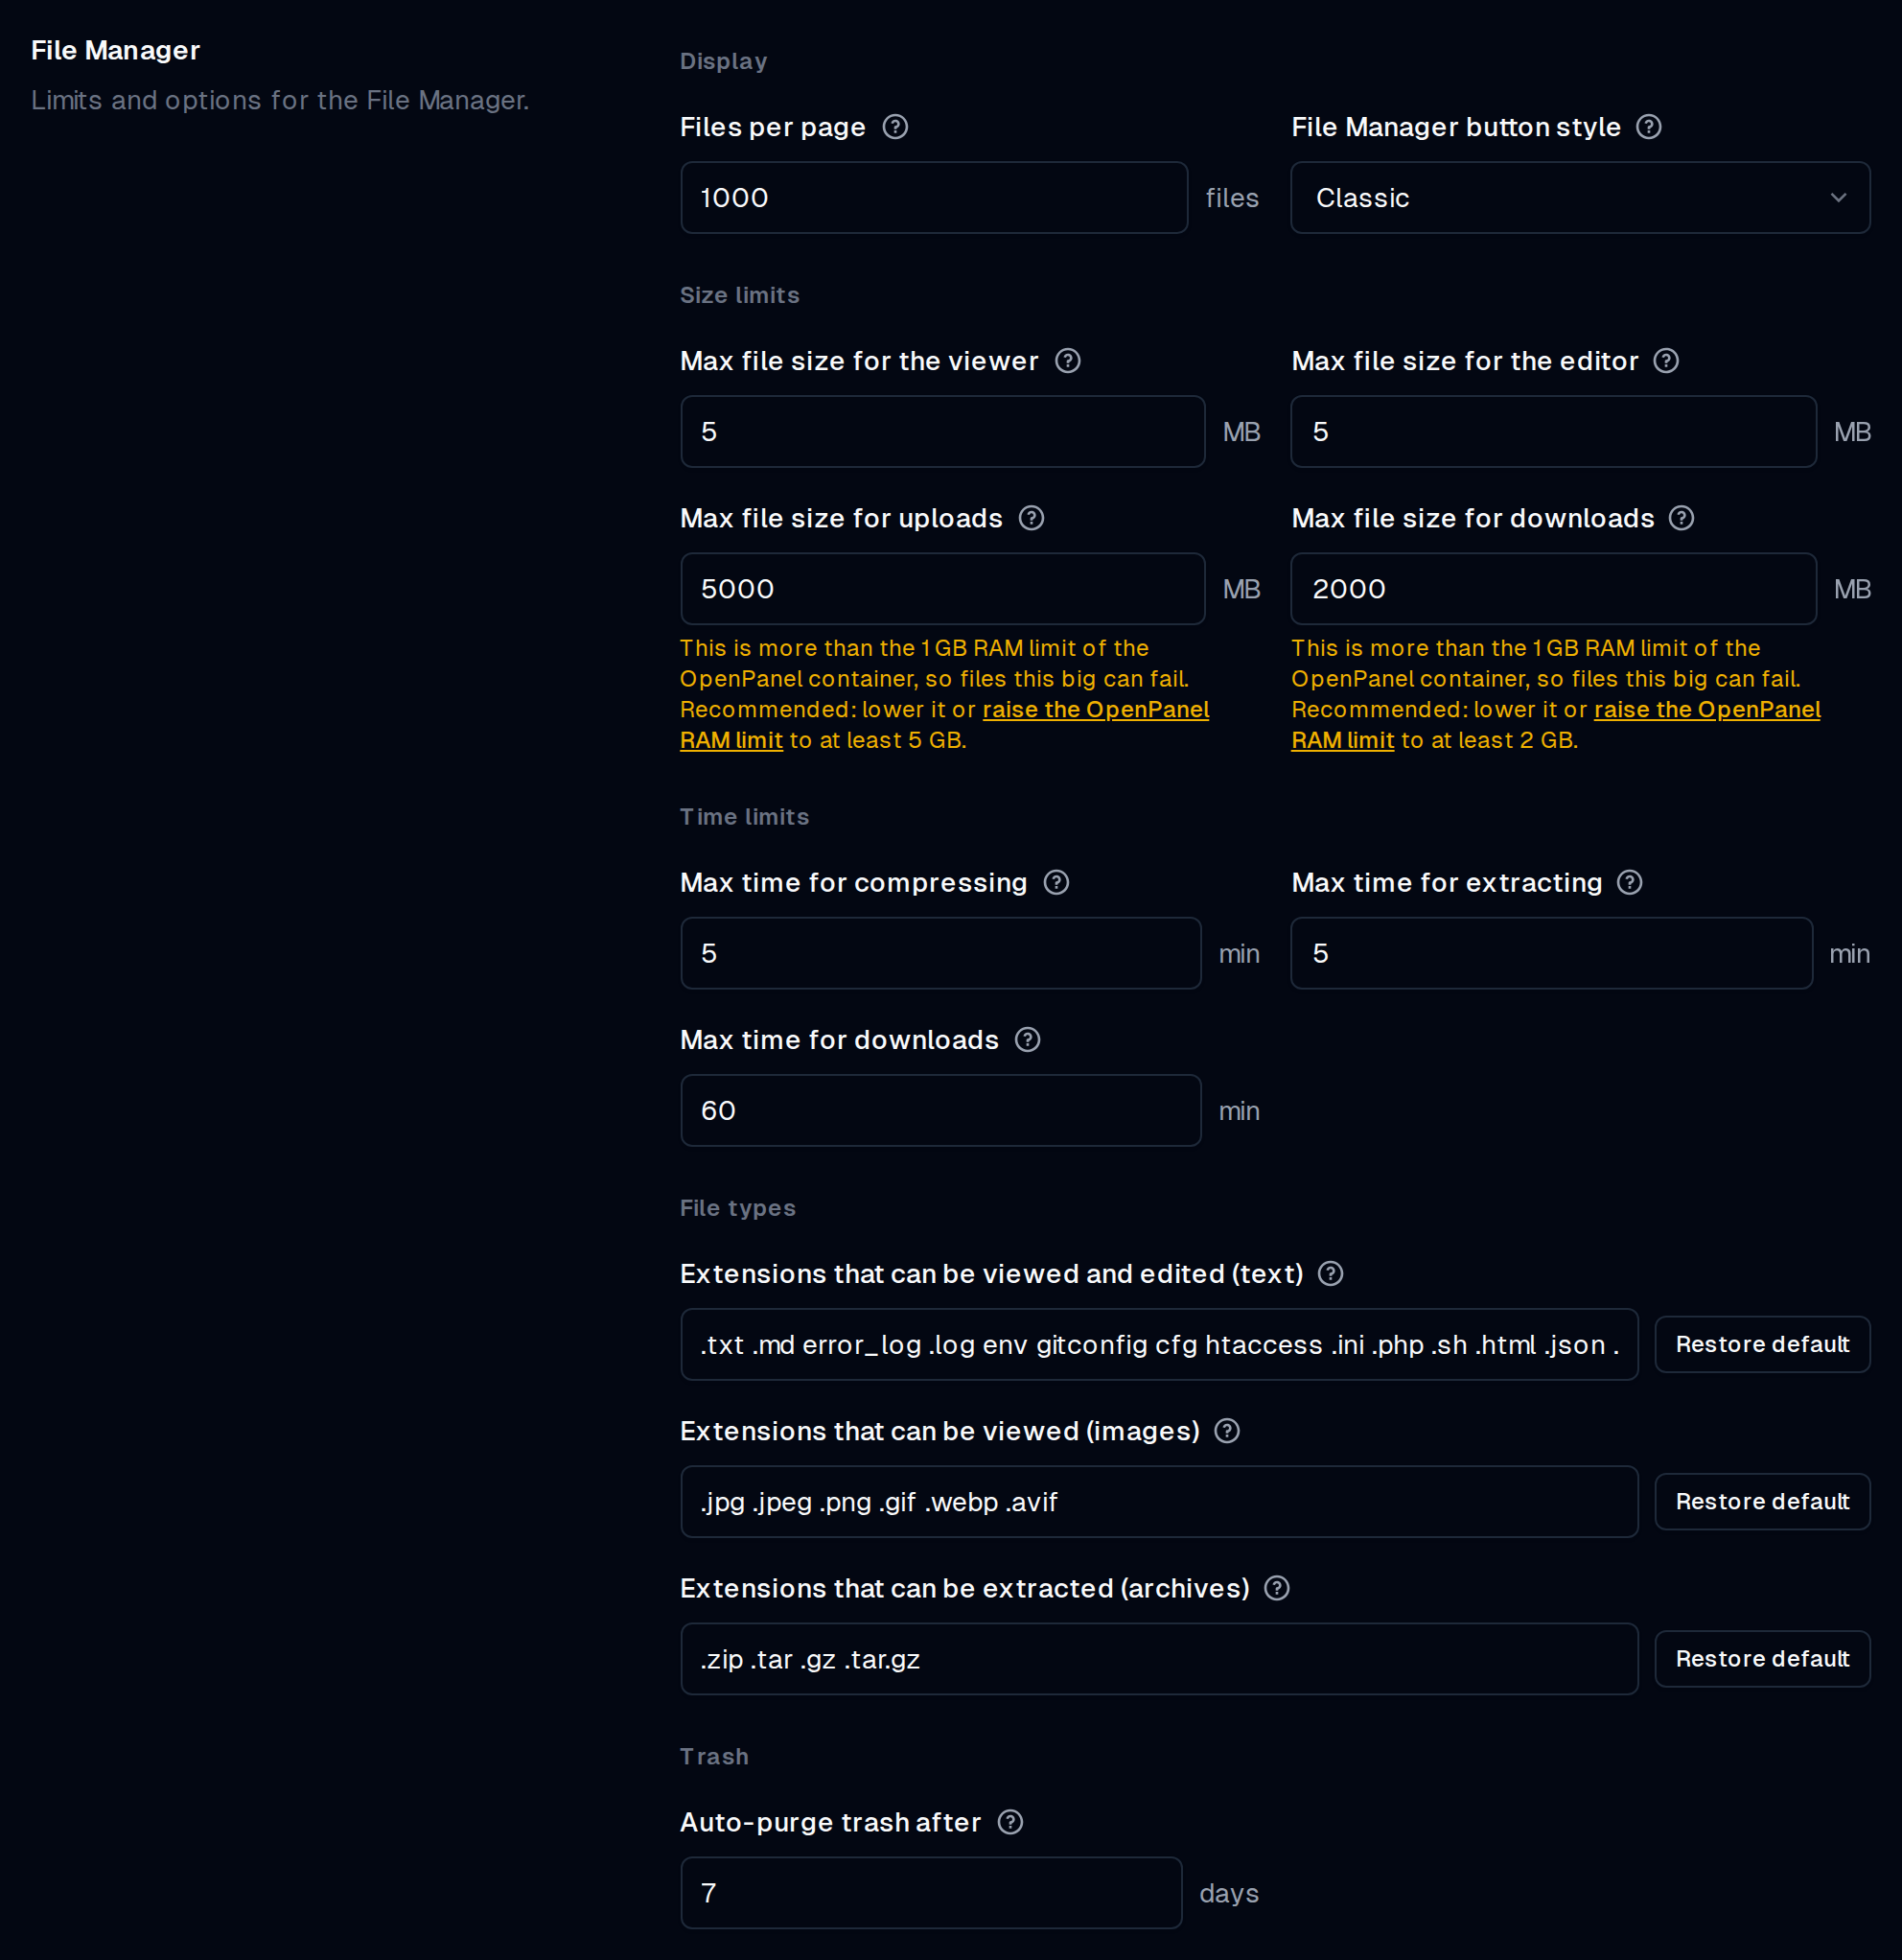 File Manager
Limits and options for the File Manager.
Display
Files per page
File Manager button style
1000
files
Classic
Size limits
Max file size for the viewer
Max file size for the editor
5
MB
5
MB
Max file size for uploads
Max file size for downloads
5000
MB
2000
MB
This is more than the 1 GB RAM limit of the
OpenPanel container, so files this big can fail.
Recommended: lower it or raise the OpenPanel
RAM limit to at least 5 GB.
This is more than the 1 GB RAM limit of the
OpenPanel container, so files this big can fail.
Recommended: lower it or raise the OpenPanel
RAM limit to at least 2 GB.
Time limits
Max time for compressing
Max time for extracting
5
min
5
min
Max time for downloads
60
min
File types
Extensions that can be viewed and edited (text)
.txt .md error_log .log env gitconfig cfg htaccess .ini .php .sh .html .json .
Restore default
Extensions that can be viewed (images)
.jpg .jpeg .png .gif .webp .avif
Restore default
Extensions that can be extracted (archives)
.zip .tar .gz .tar.gz
Restore default
Trash
Auto-purge trash after
7
days